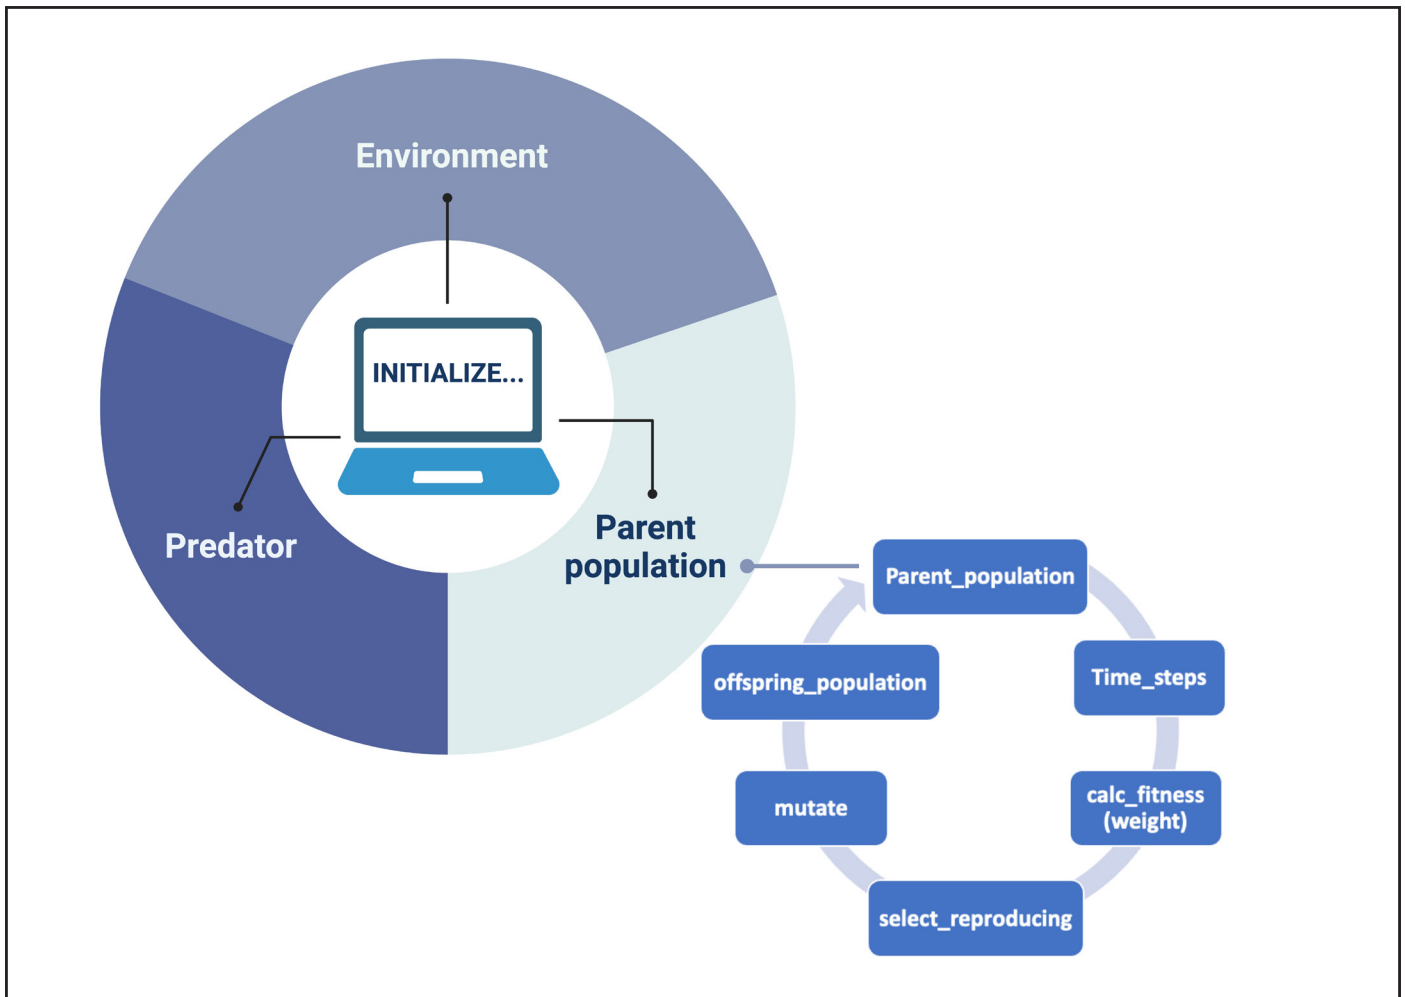 Environment
INITIALIZE...
Predator
Parent
population
Parent_population
Time_steps
calc_fitness
(weight)
select_reproducing
mutate
offspring_population